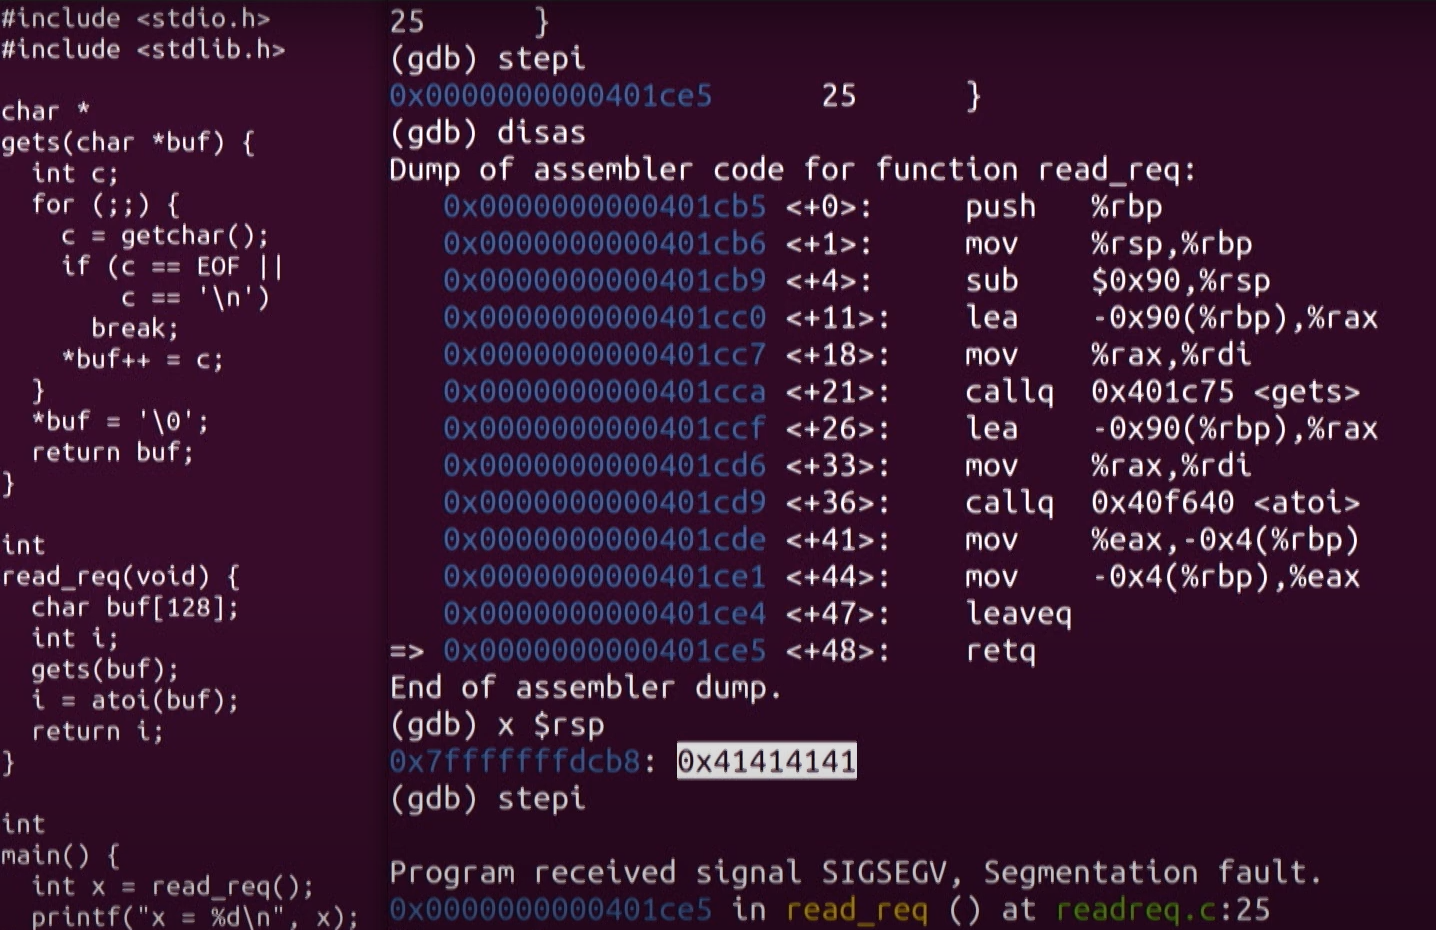 #include <stdio.h>
#include <stdlib.h>

char *
gets(char *buf) {
  int c;
  for (;;) {
    c = getchar();
    if (c == EOF ||
        c == '\n')
      break;
    *buf++ = c;
  }
  *buf = '\0';
  return buf;
}

int
read_req(void) {
  char buf[128];
  int i;
  gets(buf);
  i = atoi(buf);
  return i;
}

int
main() {
  int x = read_req();
  printf("x = %d\n", x);
25      }
(gdb) stepi
0x0000000000401ce5      25      }
(gdb) disas
Dump of assembler code for function read_req:
   0x0000000000401cb5 <+0>:     push   %rbp
   0x0000000000401cb6 <+1>:     mov    %rsp,%rbp
   0x0000000000401cb9 <+4>:     sub    $0x90,%rsp
   0x0000000000401cc0 <+11>:    lea    -0x90(%rbp),%rax
   0x0000000000401cc7 <+18>:    mov    %rax,%rdi
   0x0000000000401cca <+21>:    callq  0x401c75 <gets>
   0x0000000000401ccf <+26>:    lea    -0x90(%rbp),%rax
   0x0000000000401cd6 <+33>:    mov    %rax,%rdi
   0x0000000000401cd9 <+36>:    callq  0x40f640 <atoi>
   0x0000000000401cde <+41>:    mov    %eax,-0x4(%rbp)
   0x0000000000401ce1 <+44>:    mov    -0x4(%rbp),%eax
   0x0000000000401ce4 <+47>:    leaveq
=> 0x0000000000401ce5 <+48>:    retq
End of assembler dump.
(gdb) x $rsp
0x7fffffffdcb8: 0x41414141
(gdb) stepi

Program received signal SIGSEGV, Segmentation fault.
0x0000000000401ce5 in read_req () at readreq.c:25